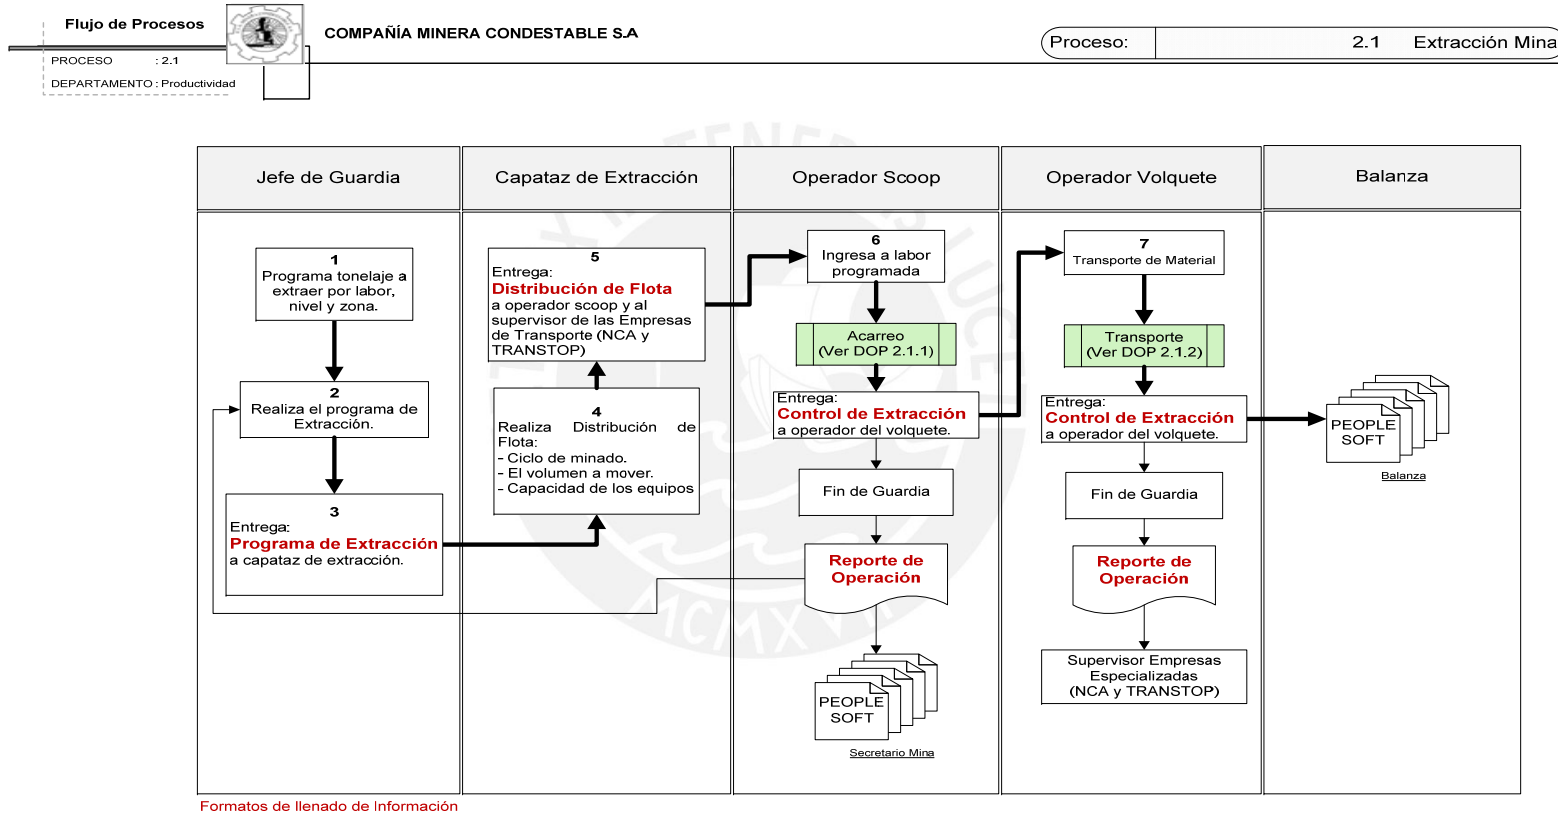 Flujo de Procesos
COMPAÑÍA MINERA CONDESTABLE S.A
PROCESO : 2.1
DEPARTAMENTO : Productividad
Proceso: 2.1 Extracción Mina
Jefe de Guardia
Capataz de Extracción
Operador Scoop
Operador Volquete
Balanza
1
Programa tonelaje a
extraer por labor,
nivel y zona.
2
Realiza el programa de
Extracción.
3
Entrega:
Programa de Extracción
a capataz de extracción.
5
Entrega:
Distribución de Flota
a operador scoop y al
supervisor de las Empresas
de Transporte (NCA y
TRANSTOP)
4
Realiza Distribución de
Flota:
- Ciclo de minado.
- El volumen a mover.
- Capacidad de los equipos
6
Ingresa a labor
programada
Acarreo
(Ver DOP 2.1.1)
Entrega:
Control de Extracción
a operador del volquete.
Fin de Guardia
Reporte de
Operación
PEOPLE
SOFT
Secretario Mina
7
Transporte de Material
Transporte
(Ver DOP 2.1.2)
Entrega:
Control de Extracción
a operador del volquete.
Fin de Guardia
Reporte de
Operación
Supervisor Empresas
Especializadas
(NCA y TRANSTOP)
PEOPLE
SOFT
Balanza
Formatos de llenado de Información